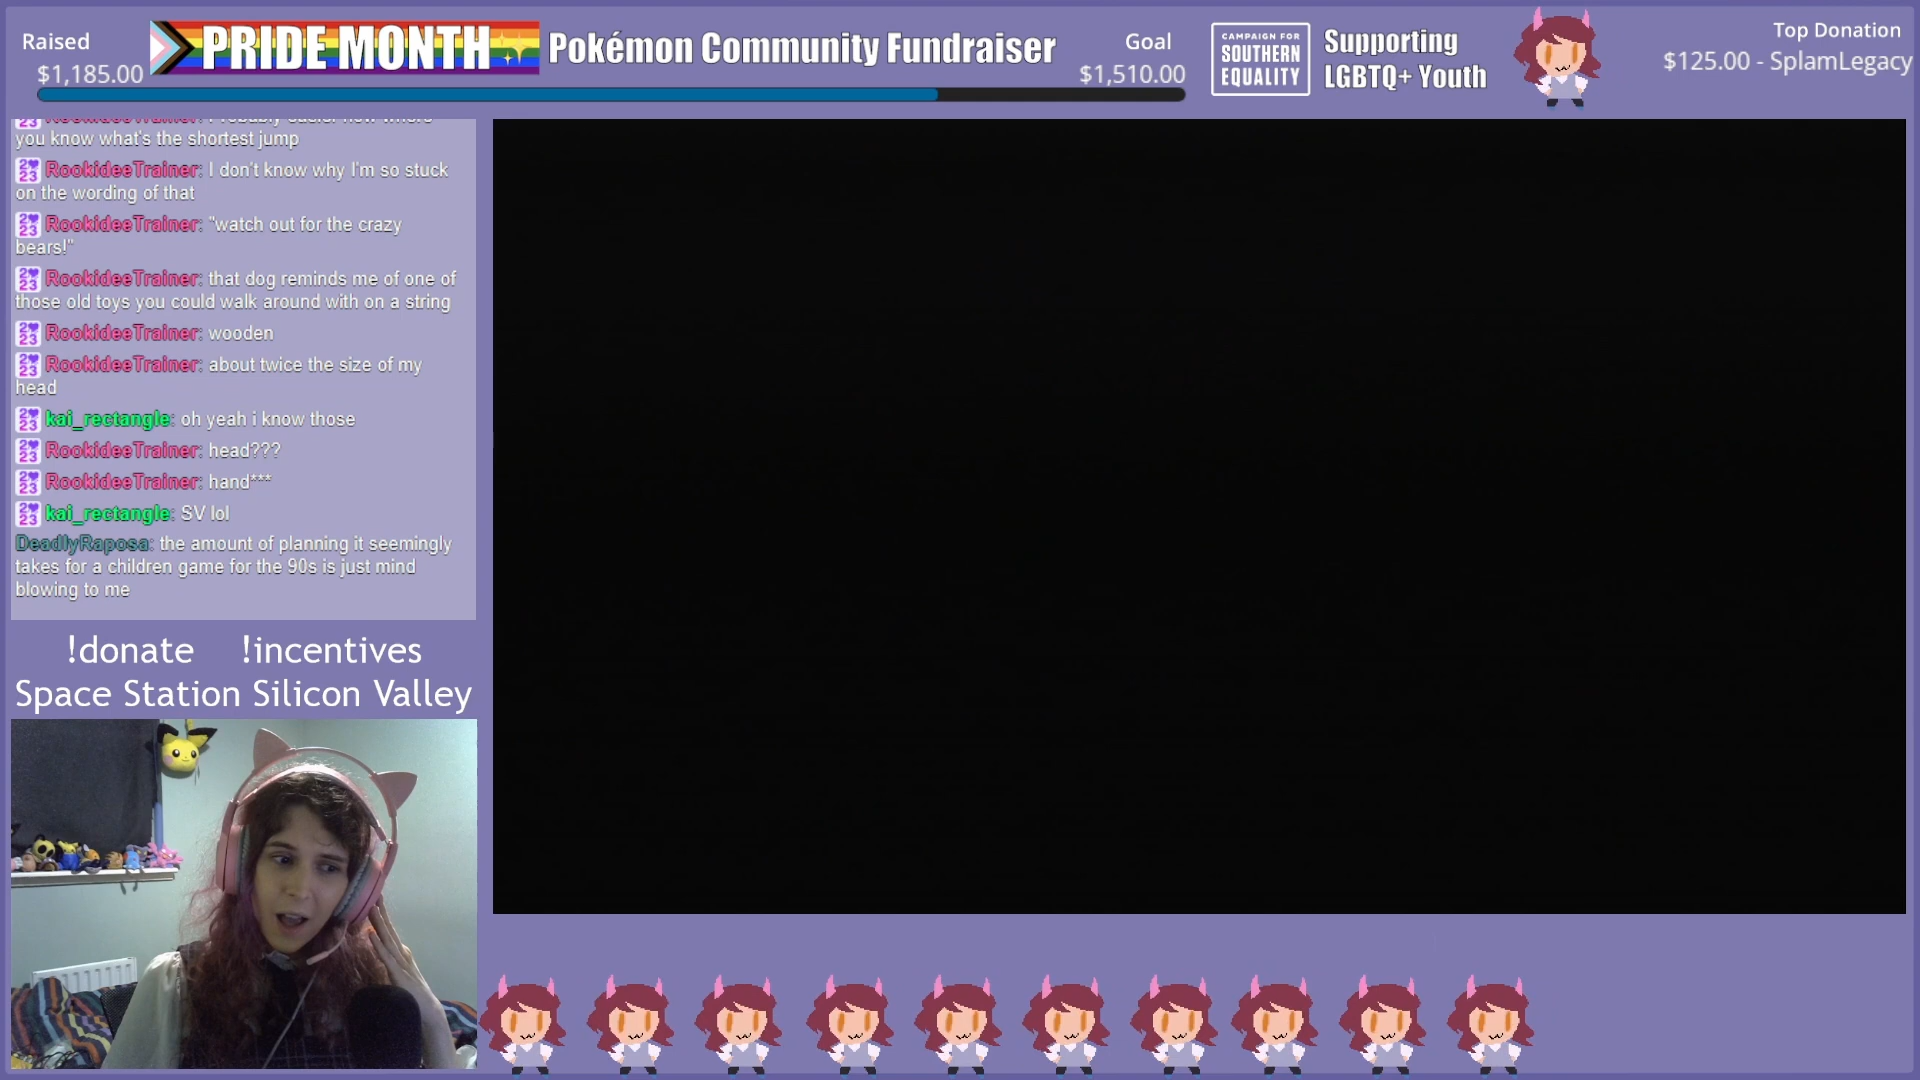 Raised
$1,185.00
PRIDE MONTH
Pokémon Community Fundraiser
Goal
$1,510.00
CAMPAIGN FOR
SOUTHERN
EQUALITY
Supporting
LGBTQ+ Youth
Top Donation
$125.00 - SplamLegacy
you know what's the shortest jump
RookideeTrainer: I don't know why I'm so stuck
on the wording of that
RookideeTrainer: "watch out for the crazy
bears!"
RookideeTrainer: that dog reminds me of one of
those old toys you could walk around with on a string
RookideeTrainer: wooden
RookideeTrainer: about twice the size of my
head
kai_rectangle: oh yeah i know those
RookideeTrainer: head???
RookideeTrainer: hand***
kai_rectangle: SV lol
DeadlyRaposa: the amount of planning it seemingly
takes for a children game for the 90s is just mind
blowing to me
!donate !incentives
Space Station Silicon Valley